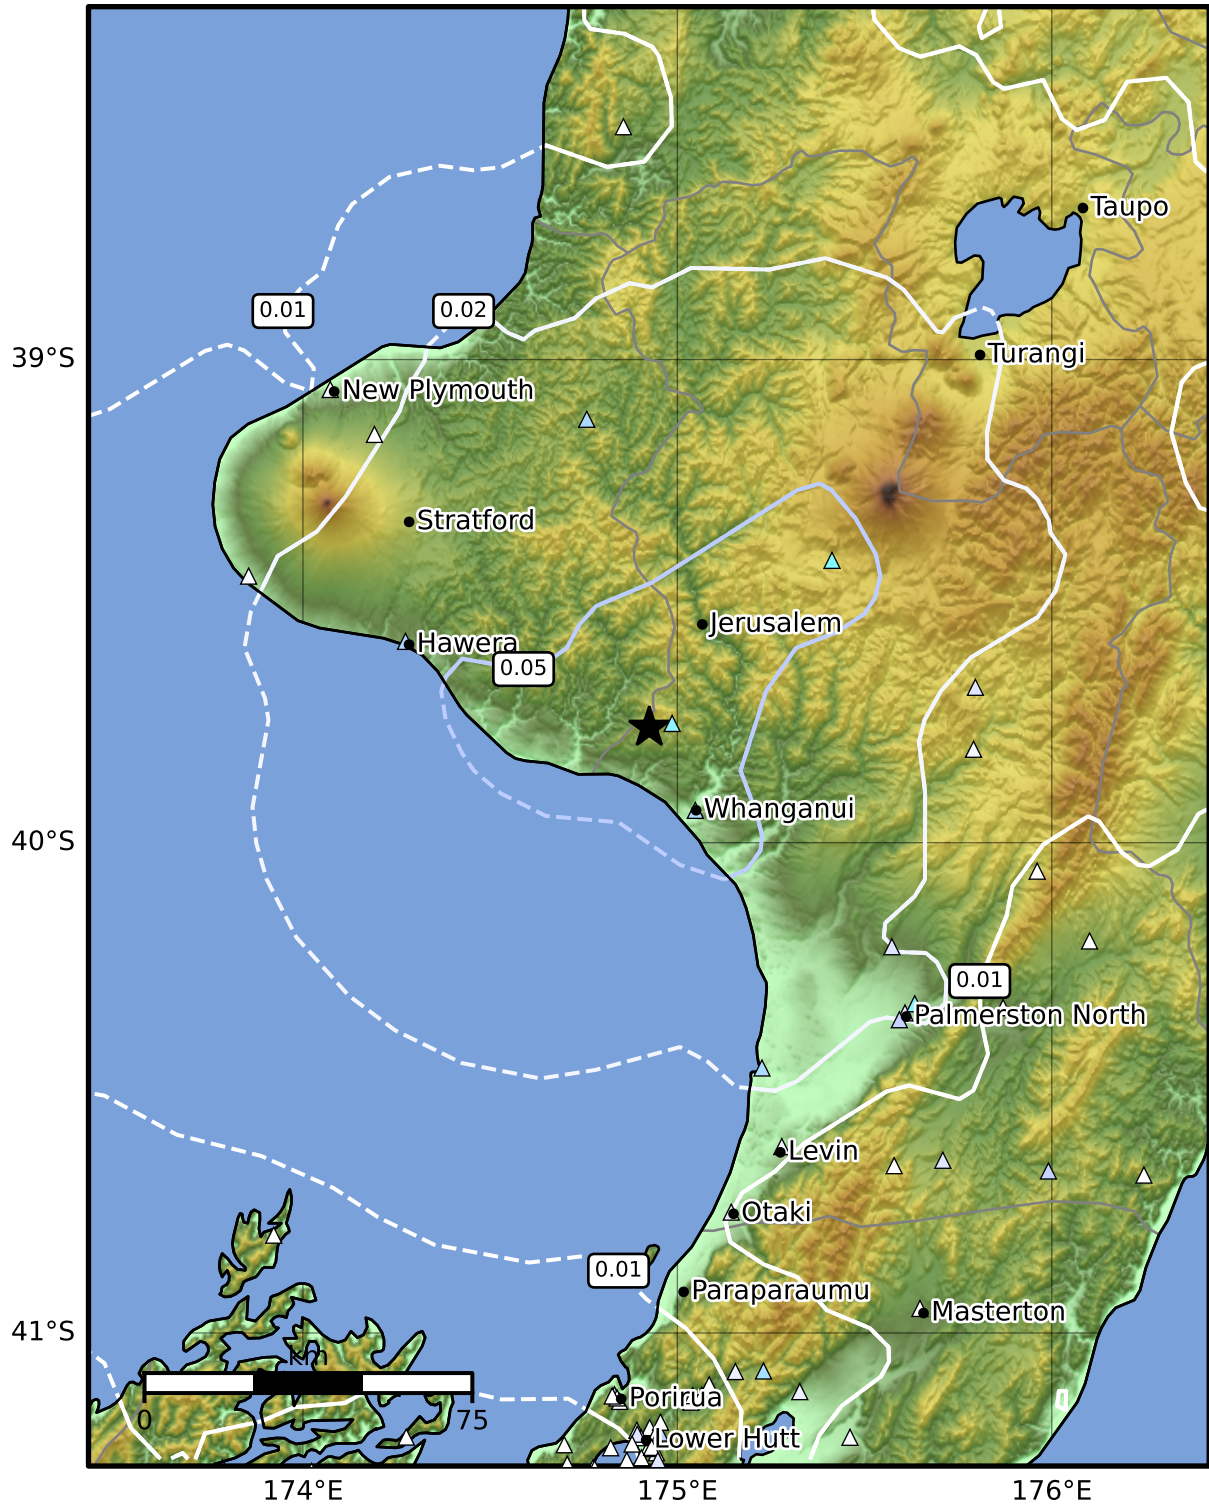 Taupo
0.01
0.02
Turangi
39°S
New Plymouth
Stratford
Jerusalem
Hawera
0.05
Whanganui
40°S
0.01
Palmerston North
Levin
Otaki
0.01
Paraparaumu
Masterton
41°S
km
Porirua
0
75
Lower Hutt
174°E
175°E
176°E